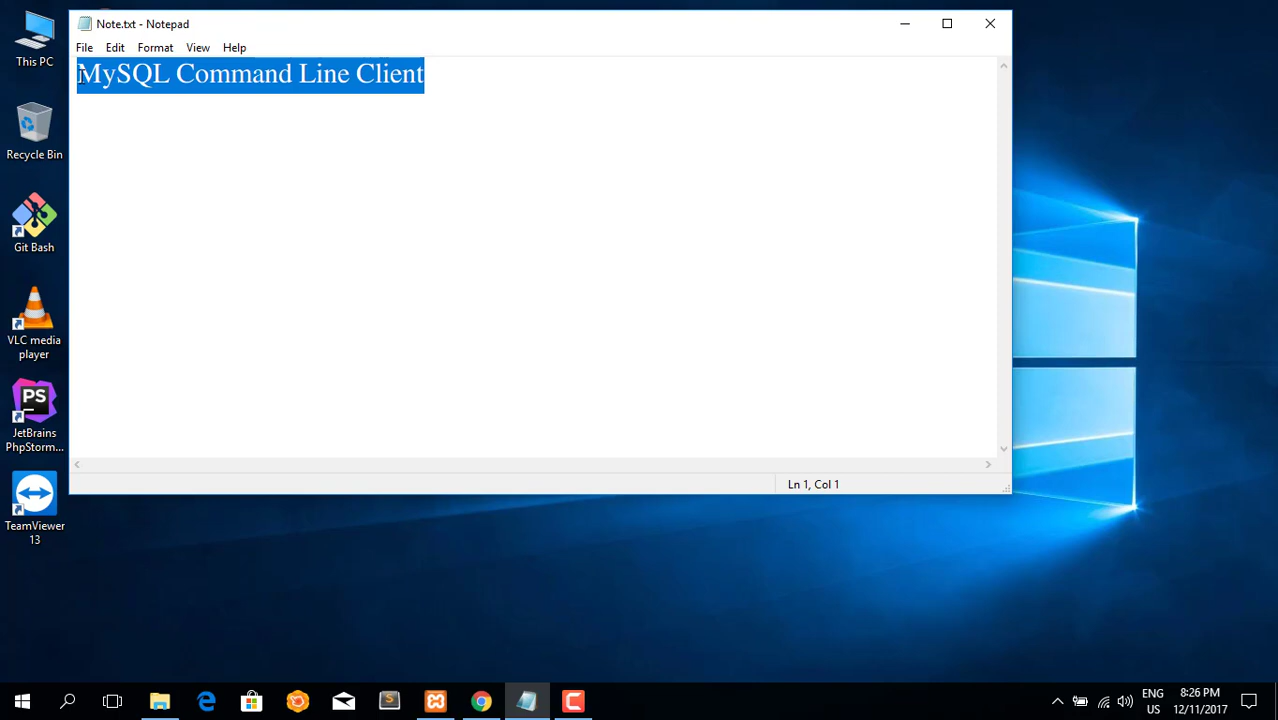 Note.txt - Notepad
File Edit Format View Help
MySQL Command Line Client
This PC
Recycle Bin
Git Bash
VLC media
player
PS
JetBrains
PhpStorm...
TeamViewer
13
Ln 1, Col 1
ENG
US
8:26 PM
12/11/2017